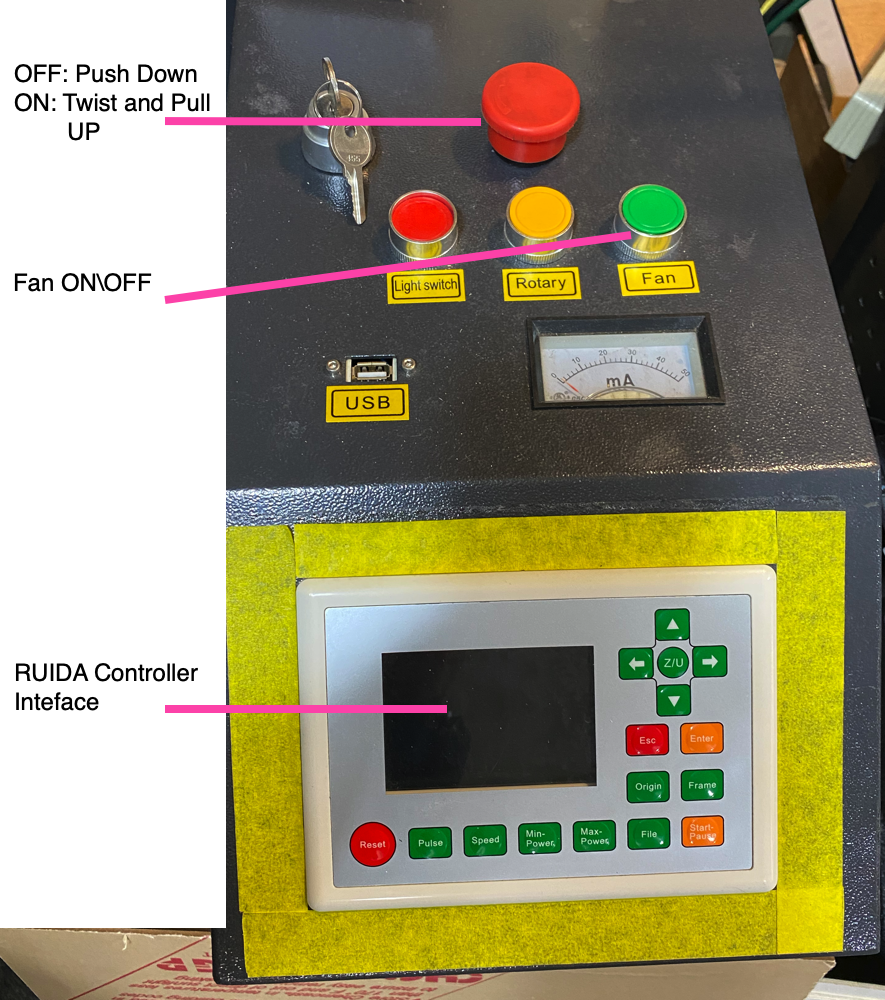 OFF: Push Down
ON: Twist and Pull
UP
155
Fan ON\OFF
Light switch
Rotary
Fan
0 10 20 30 40 50
mA
USB
RUIDA Controller
Inteface
Z/U
Esc
Enter
Origin
Frame
Reset
Pulse
Speed
Min-
Power
Max-
Power
File
Start-
Pause